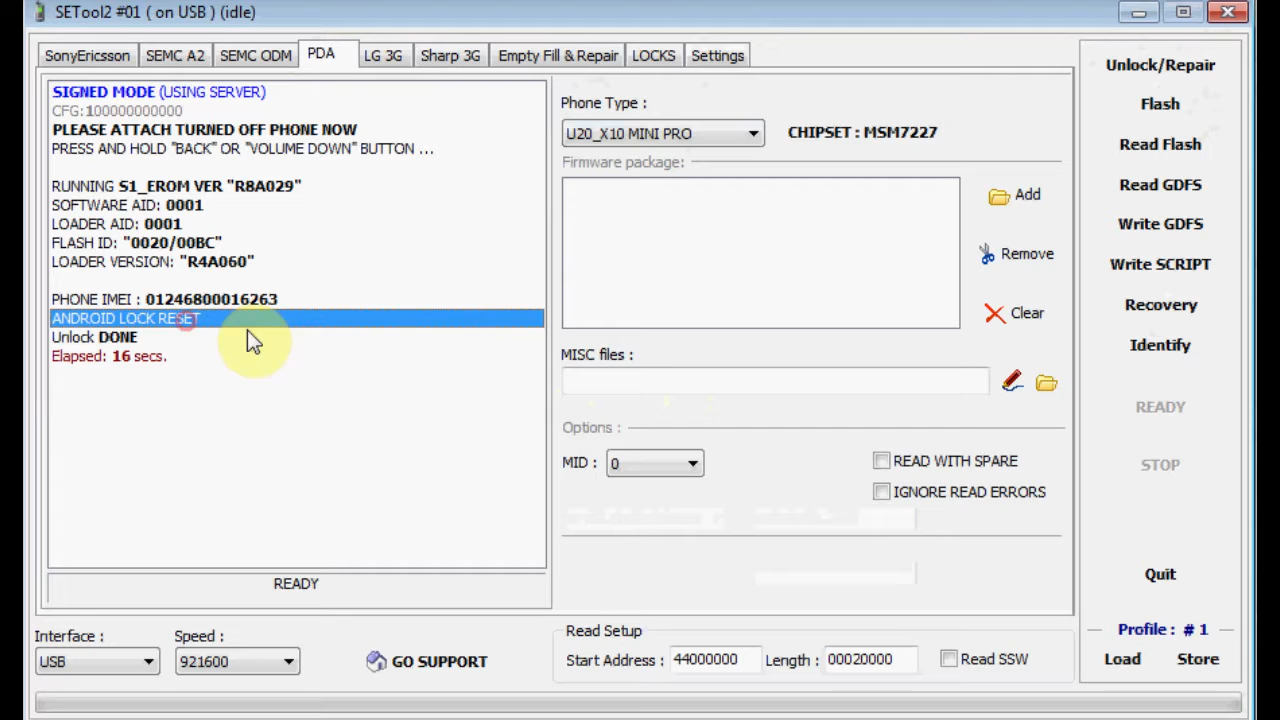 SETool2 #01 ( on USB ) (idle)
SonyEricsson SEMC A2 SEMC ODM PDA LG 3G Sharp 3G Empty Fill & Repair LOCKS Settings
SIGNED MODE (USING SERVER)
CFG:100000000000
PLEASE ATTACH TURNED OFF PHONE NOW
PRESS AND HOLD "BACK" OR "VOLUME DOWN" BUTTON ...
RUNNING S1_EROM VER "R8A029"
SOFTWARE AID: 0001
LOADER AID: 0001
FLASH ID: "0020/00BC"
LOADER VERSION: "R4A060"
PHONE IMEI : 01246800016263
ANDROID LOCK RESET
Unlock DONE
Elapsed: 16 secs.
READY
Phone Type :
U20_X10 MINI PRO
CHIPSET : MSM7227
Firmware package:
Add
Remove
Clear
MISC files :
Options :
MID : 0
READ WITH SPARE
IGNORE READ ERRORS
Unlock/Repair
Flash
Read Flash
Read GDFS
Write GDFS
Write SCRIPT
Recovery
Identify
READY
STOP
Quit
Profile : # 1
Load Store
Interface : Speed :
USB 921600
GO SUPPORT
Read Setup
Start Address : 44000000 Length : 00020000 Read SSW